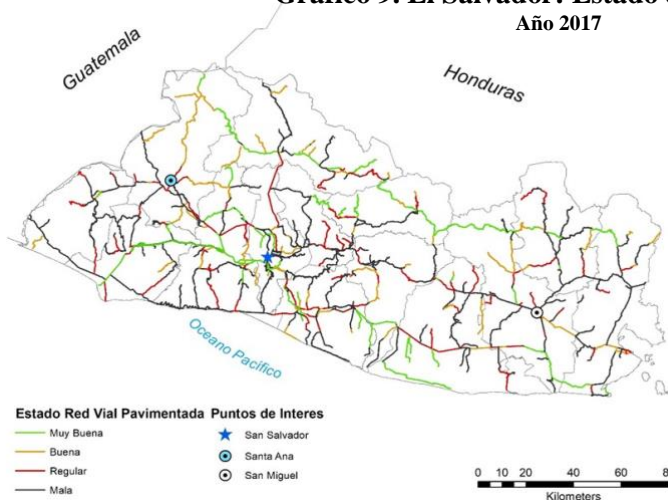 Gráfico 9. El Salvador: Estado
Año 2017
Guatemala
Honduras
Oceano Pacífico
Estado Red Vial Pavimentada Puntos de Interes
Muy Buena San Salvador
Buena Santa Ana
Regular San Miguel
Mala
0 10 20 40 60
Kilometers